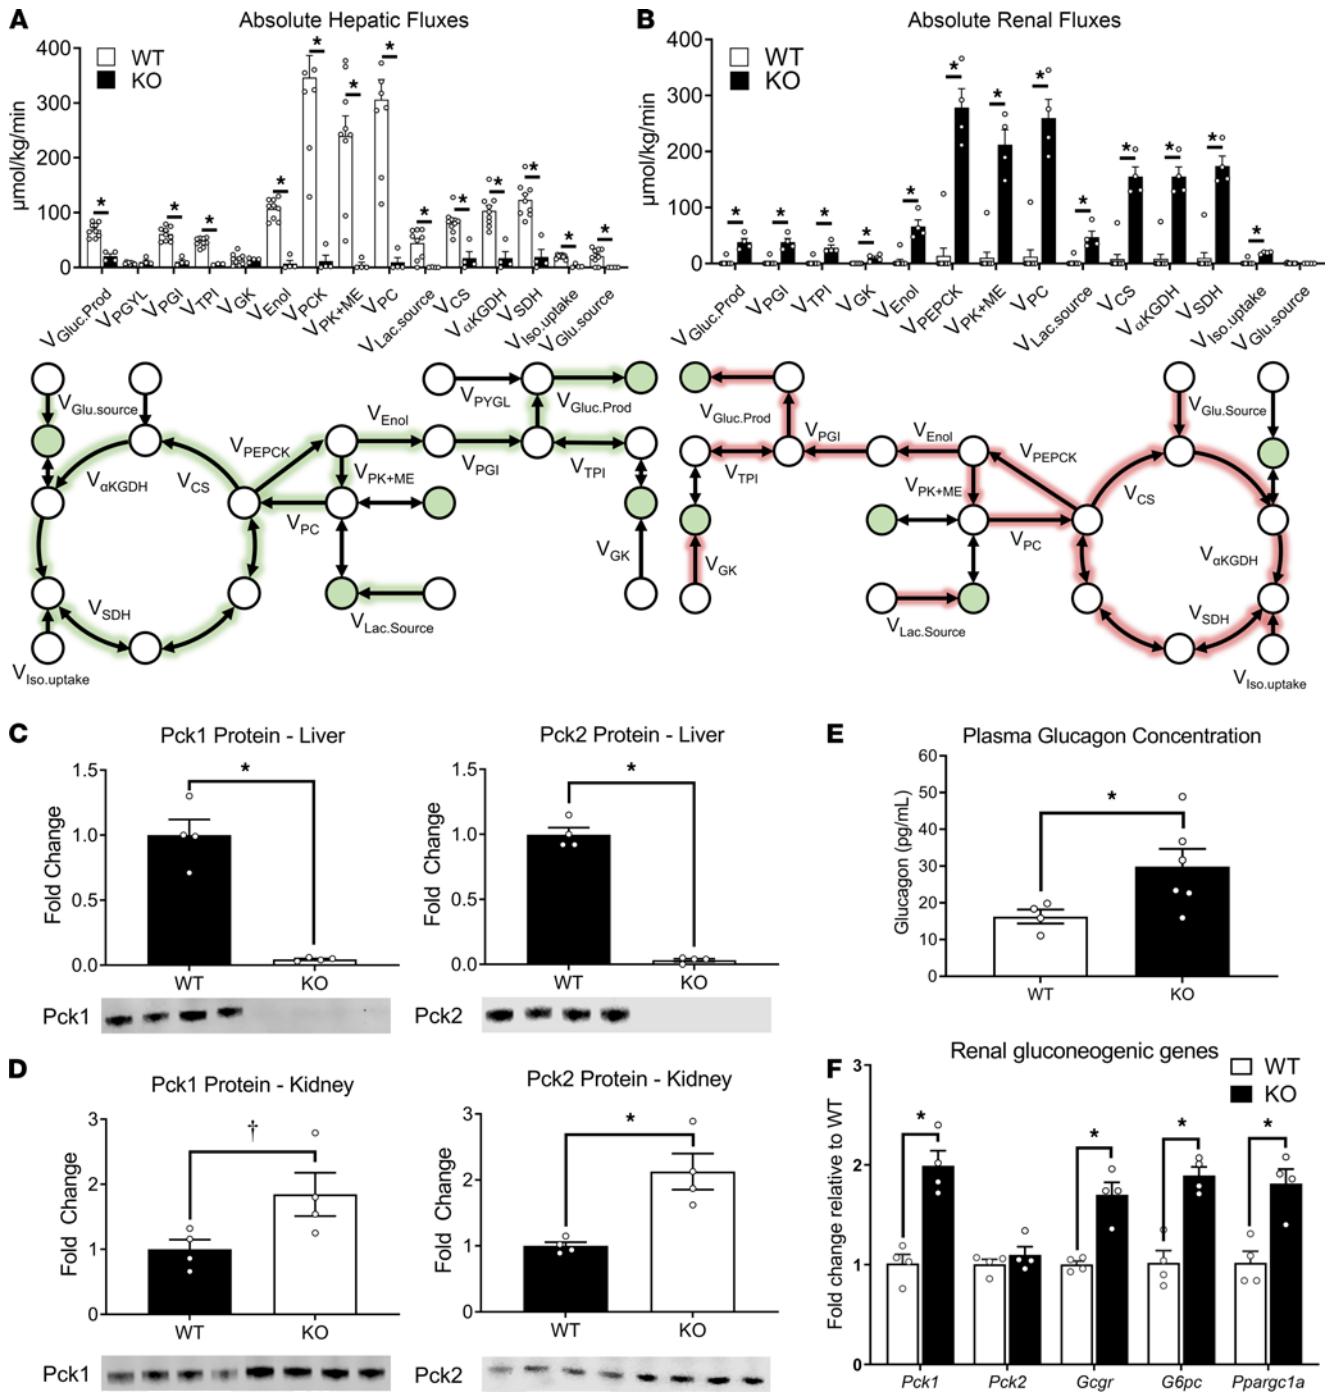 A
Absolute Hepatic Fluxes
WT
KO
µmol/kg/min
400
300
200
100
0
* * * * * * * * * * * * *
VGluc.Prod
VPGYL
VPGI
VTPI
VGK
VEnol
VPCK
VPK+ME
VPC
VLac.source
VCS
VαKGDH
VSDH
VIso.uptake
VGlu.source
B
Absolute Renal Fluxes
WT
KO
µmol/kg/min
400
300
200
100
0
* * * * * * * * * * * * *
VGluc.Prod
VPGI
VTPI
VGK
VEnol
VPEPCK
VPK+ME
VPC
VLac.source
VCS
VαKGDH
VSDH
VIso.uptake
VGlu.source
VGlu.source
VαKGDH
VCS
VSDH
VIso.uptake
VPEPCK
VEnol
VPK+ME
VPC
VLac.Source
VPYGL
VGluc.Prod
VPGI
VTPI
VGK
VGluc.Prod
VTPI
VPGI
VGK
VEnol
VPK+ME
VPEPCK
VPC
VLac.Source
VGlu.Source
VCS
VαKGDH
VSDH
VIso.uptake
C
Pck1 Protein - Liver
Fold Change
1.5
1.0
0.5
0.0
*
WT KO
Pck1
Pck2 Protein - Liver
Fold Change
1.5
1.0
0.5
0.0
*
WT KO
Pck2
E
Plasma Glucagon Concentration
Glucagon (pg/mL)
60
50
40
30
20
10
0
*
WT KO
D
Pck1 Protein - Kidney
Fold Change
3
2
1
0
†
WT KO
Pck1
Pck2 Protein - Kidney
Fold Change
3
2
1
0
*
WT KO
Pck2
F
Renal gluconeogenic genes
WT
KO
Fold change relative to WT
3
2
1
0
* * * *
Pck1 Pck2 Gcgr G6pc Ppargc1a